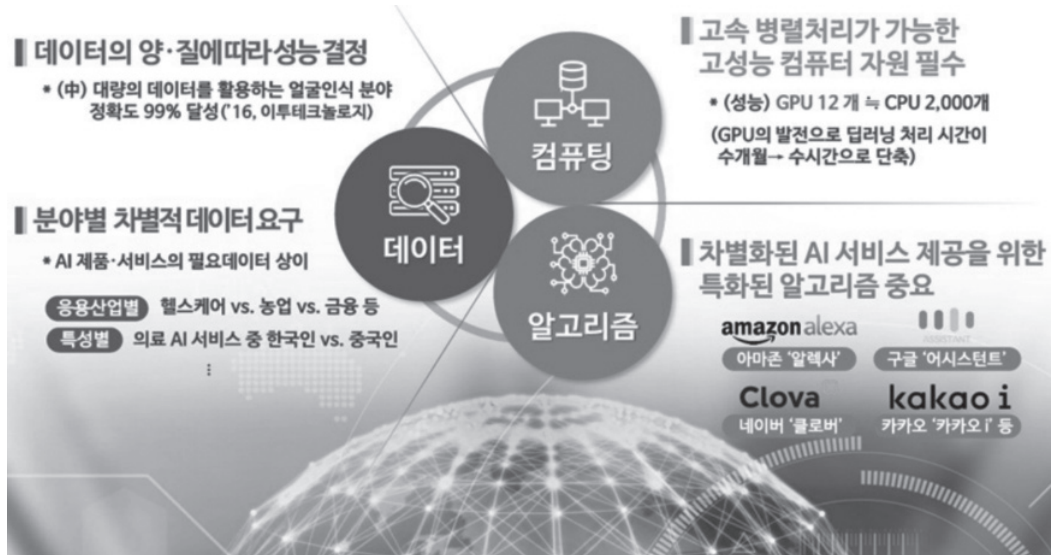 데이터의 양·질에따라 성능 결정
* (中) 대량의 데이터를 활용하는 얼굴인식 분야
정확도 99% 달성('16, 이투테크놀로지)
분야별 차별적 데이터 요구
* AI 제품·서비스의 필요데이터 상이
응용산업별 헬스케어 vs. 농업 vs. 금융 등
특성별 의료 AI 서비스 중 한국인 vs. 중국인
⋮
데이터
컴퓨팅
알고리즘
고속 병렬처리가 가능한
고성능 컴퓨터 자원 필수
* (성능) GPU 12 개 ≒ CPU 2,000개
(GPU의 발전으로 딥러닝 처리 시간이
수개월→ 수시간으로 단축)
차별화된 AI 서비스 제공을 위한
특화된 알고리즘 중요
amazon alexa
ASSISTANT
아마존 '알렉사'
구글 '어시스턴트'
Clova
kakao i
네이버 '클로버'
카카오 '카카오 i' 등